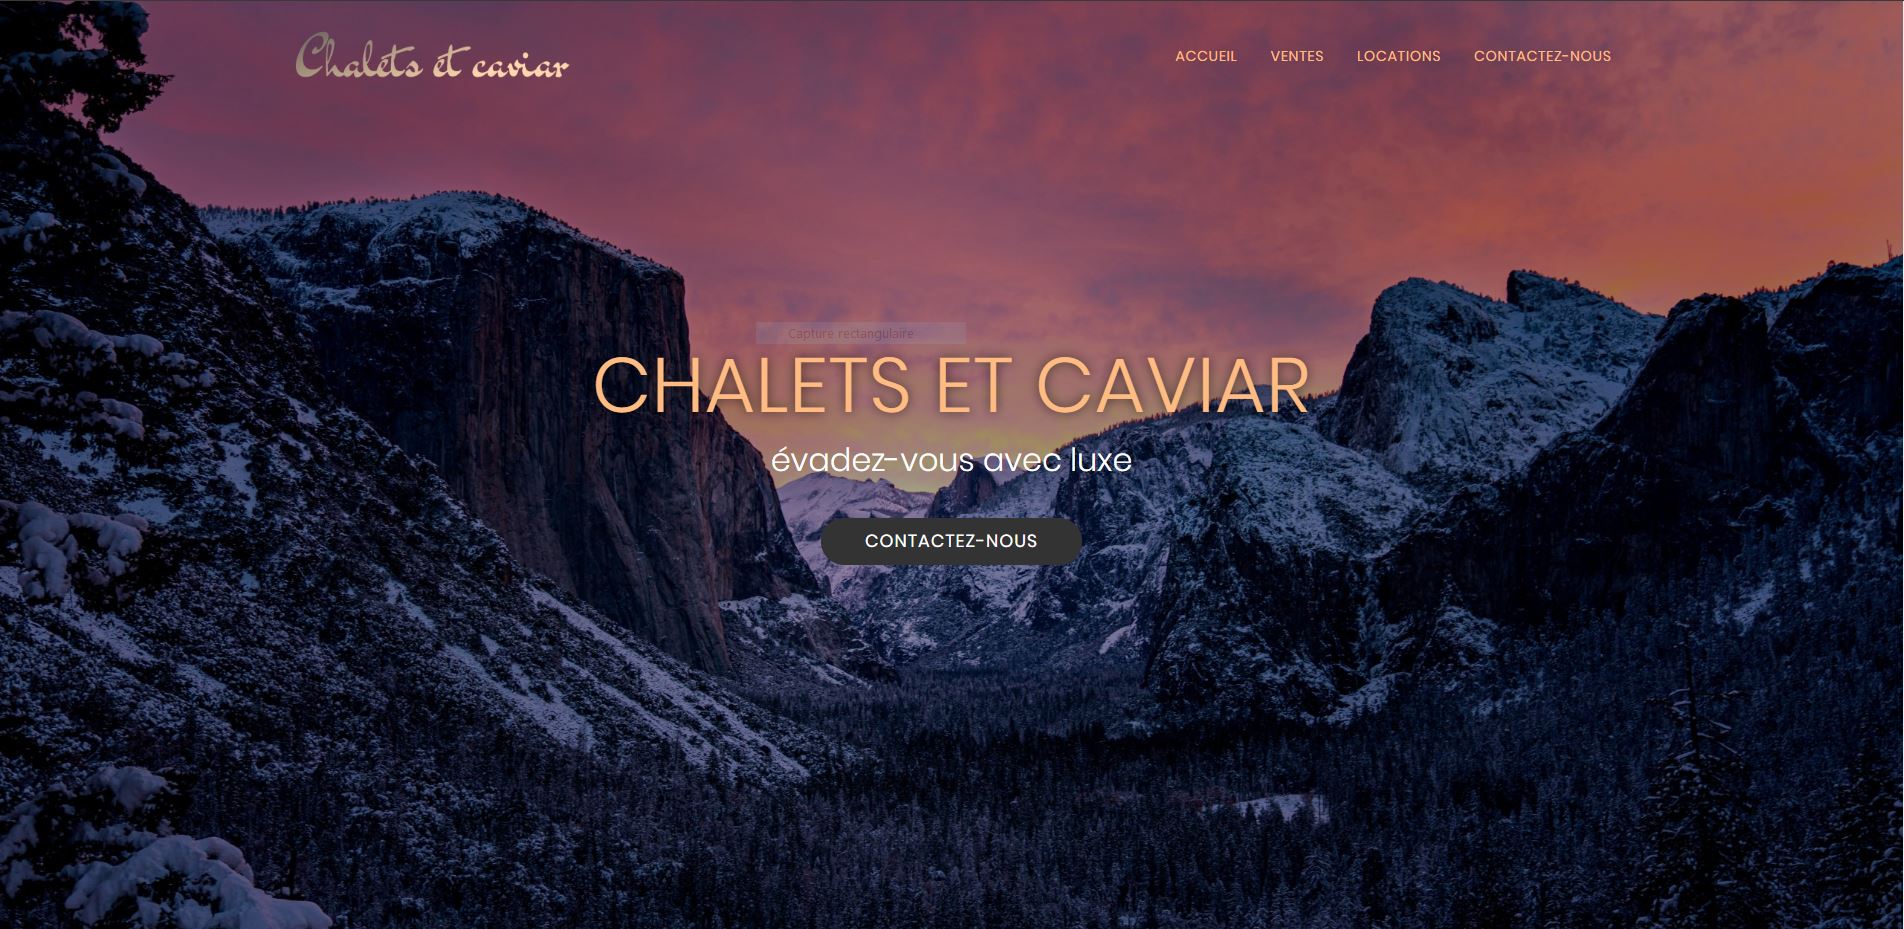 Chalets et caviar
ACCUEIL VENTES LOCATIONS CONTACTEZ-NOUS
Capture rectangulaire
CHALETS ET CAVIAR
évadez-vous avec luxe
CONTACTEZ-NOUS